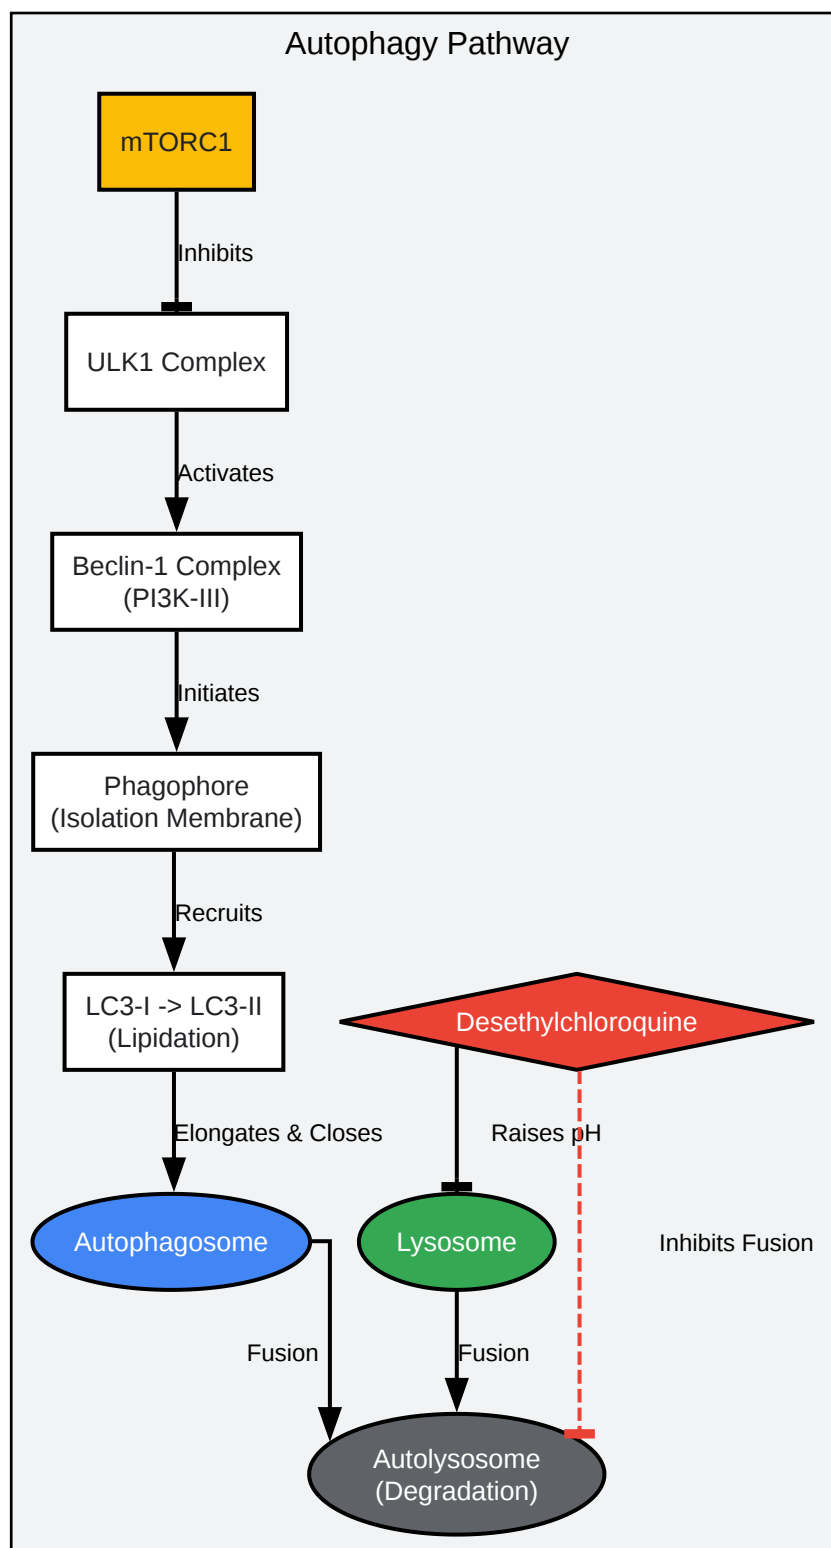 Autophagy Pathway
mTORC1
Inhibits
ULK1 Complex
Activates
Beclin-1 Complex
(PI3K-III)
Initiates
Phagophore
(Isolation Membrane)
Recruits
LC3-I -> LC3-II
(Lipidation)
Desethylchloroquine
Elongates & Closes
Raises pH
Autophagosome
Lysosome
Inhibits Fusion
Fusion
Fusion
Autolysosome
(Degradation)